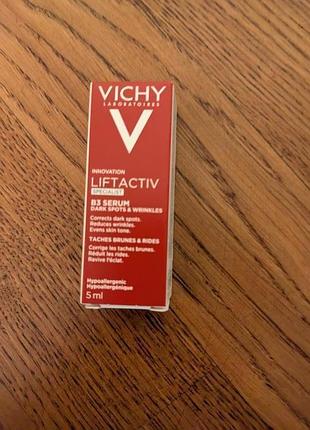 VICHY
LABORATOIRES
V
INNOVATION
LIFTACTIV
SPECIALIST
B3 SERUM
DARK SPOTS & WRINKLES
Corrects dark spots.
Reduces wrinkles.
Evens skin tone.
TACHES BRUNES & RIDES
Corrige les taches brunes.
Réduit les rides.
Ravive l'éclat.
Hypoallergenic
Hypoallergénique
5 ml